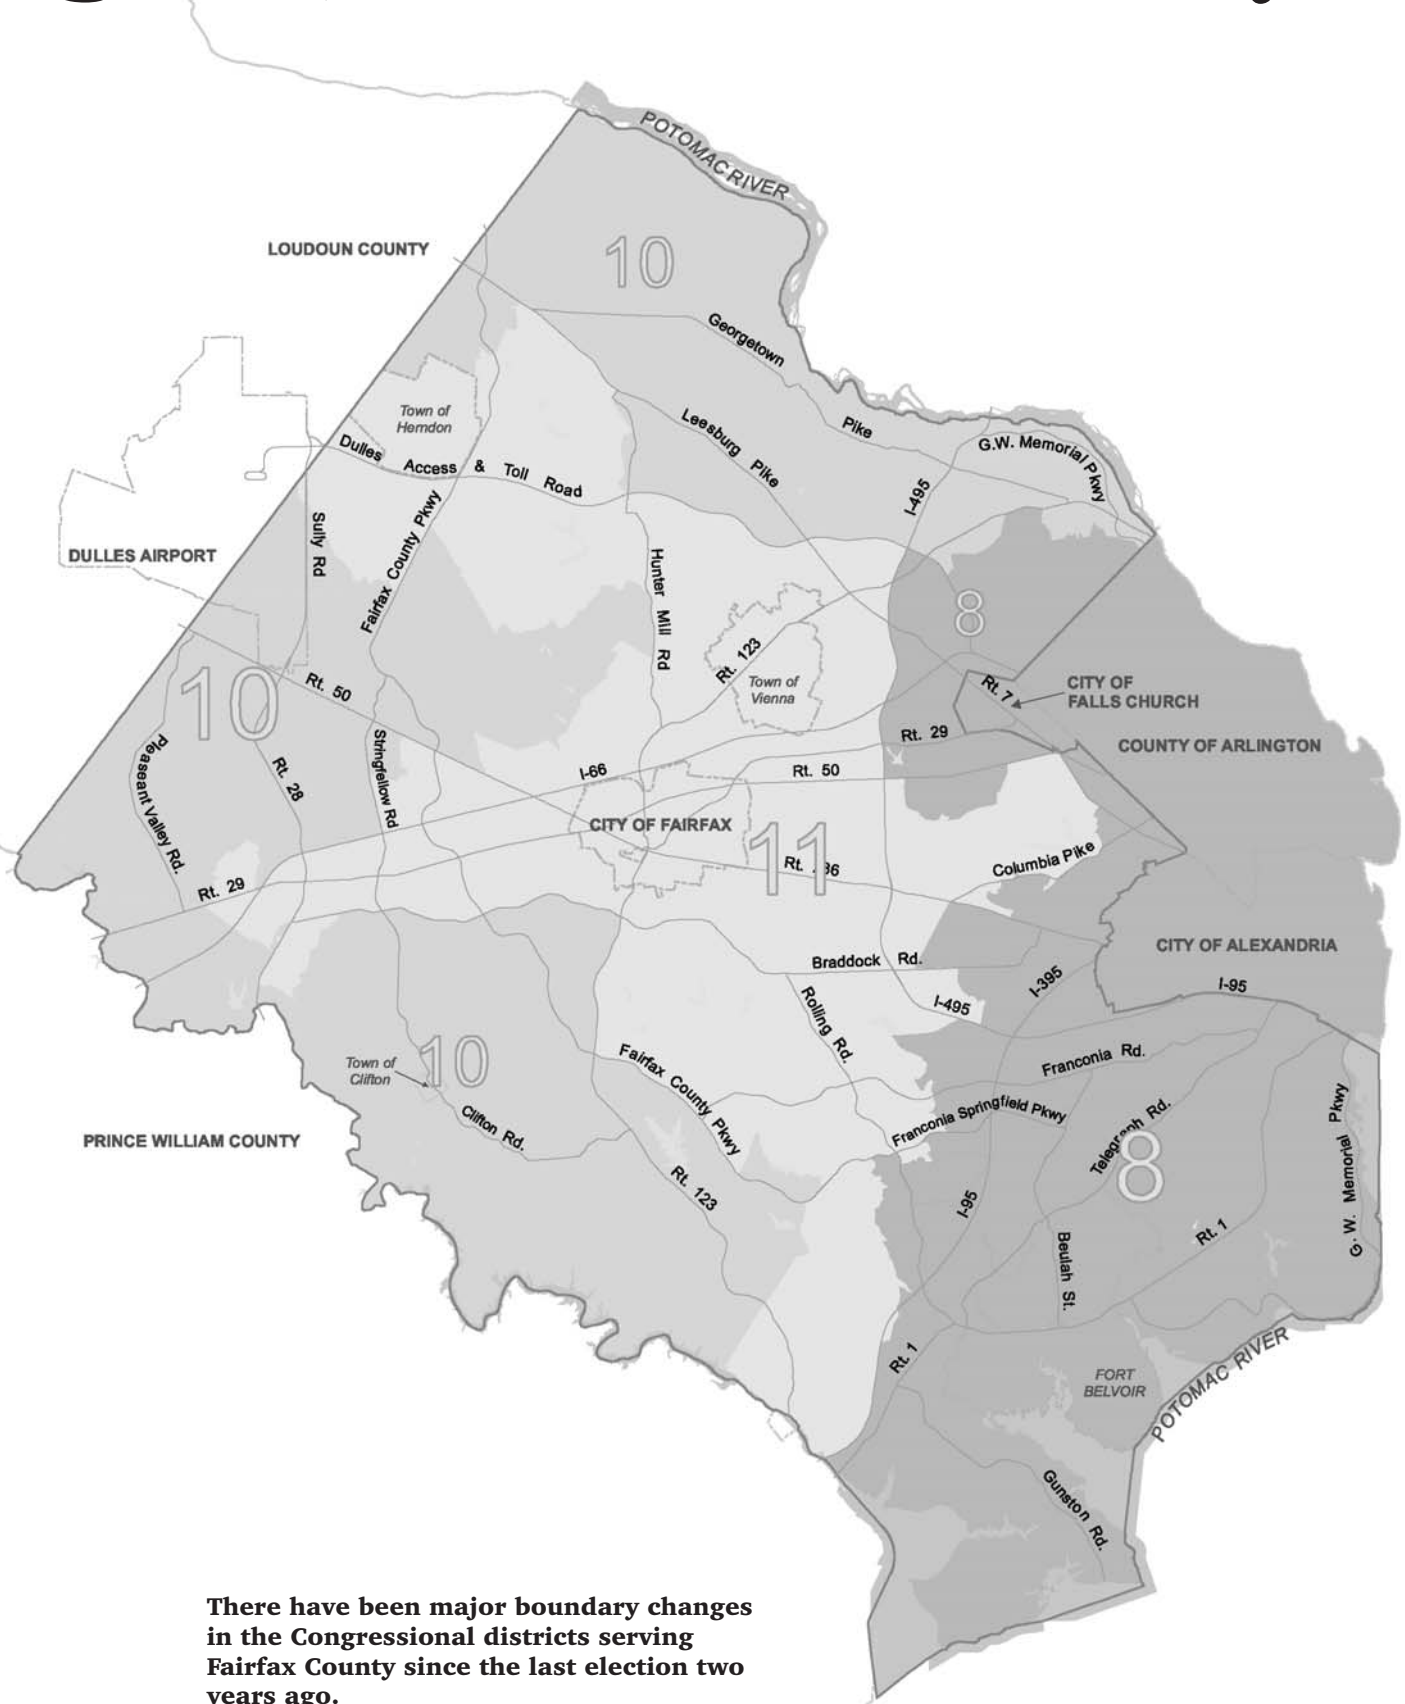 POTOMAC RIVER
LOUDOUN COUNTY
10
Georgetown
Pike
Town of
Herndon
Leesburg Pike
G.W. Memorial Pkwy
Dulles Access & Toll Road
I-495
Fairfax County Pkwy
Sully Rd
DULLES AIRPORT
Hunter Mill Rd
8
Rt. 123
Town of
Vienna
10
Rt. 50
Rt. 7
CITY OF
FALLS CHURCH
Rt. 29
COUNTY OF ARLINGTON
Pleaseant Valley Rd.
Rt. 28
Stringfellow Rd
I-66
Rt. 50
CITY OF FAIRFAX
11
Columbia Pike
Rt. 29
CITY OF ALEXANDRIA
Braddock Rd.
I-395
I-95
I-495
Rolling Rd.
Franconia Rd.
10
Town of
Clifton
Fairfax County Pkwy
Clifton Rd.
Franconia Springfield Pkwy
Telegraph Rd.
8
G. W. Memorial Pkwy
PRINCE WILLIAM COUNTY
Rt. 123
I-95
Rt. 1
Beulah St.
Rt. 1
FORT
BELVOIR
POTOMAC RIVER
Gunston Rd.
There have been major boundary changes
in the Congressional districts serving
Fairfax County since the last election two
years ago.